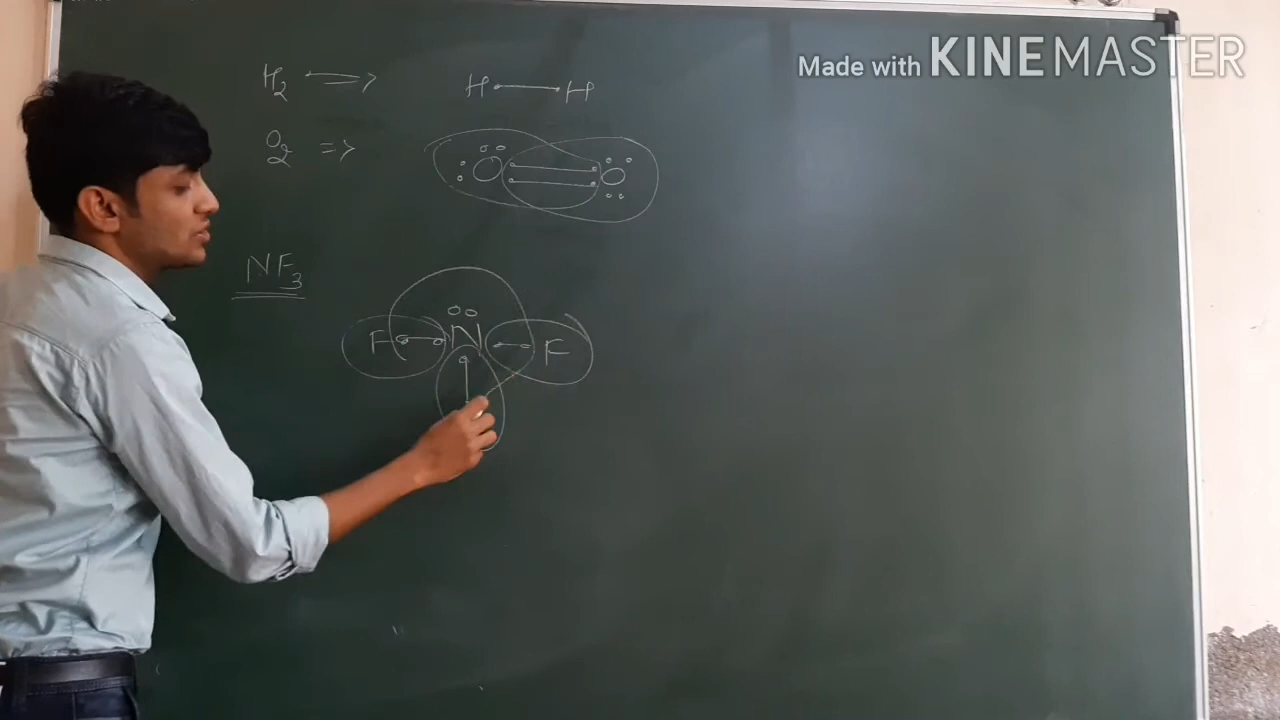 Made with KINEMASTER
H2 ⟹ H—H
O2 => O=O
NF3
F—N—F